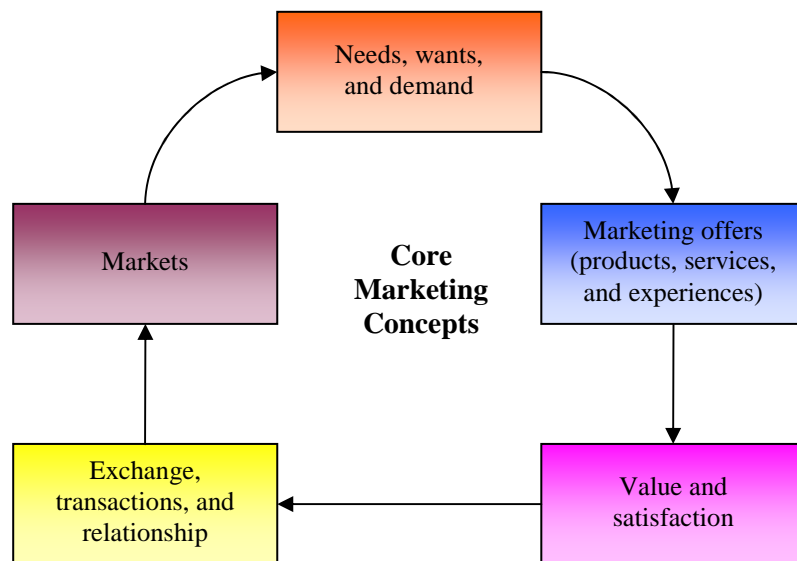 Needs, wants,
and demand
Marketing offers
(products, services,
and experiences)
Markets
Core
Marketing
Concepts
Exchange,
transactions, and
relationship
Value and
satisfaction